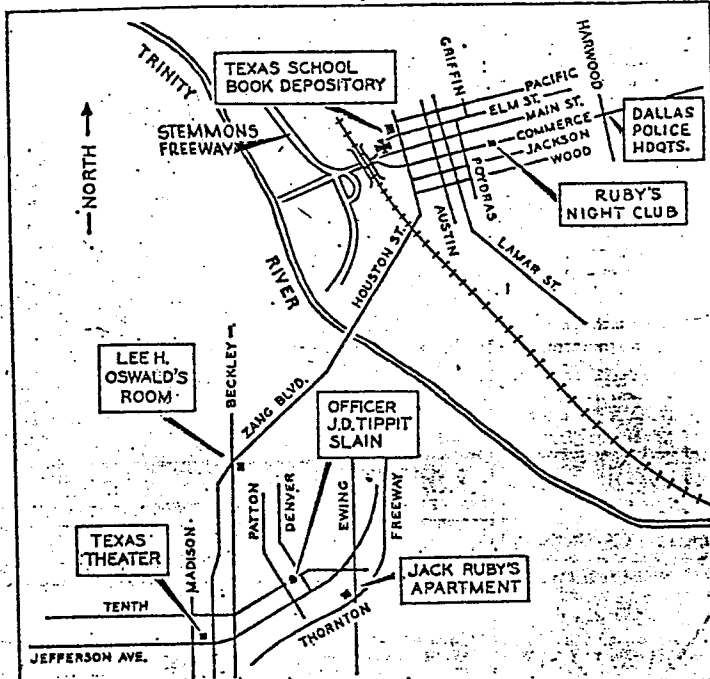 TRINITY
RIVER
TEXAS SCHOOL
BOOK DEPOSITORY
GRIFFIN
HARWOOD
PACIFIC
ELM ST.
MAIN ST.
COMMERCE
JACKSON
WOOD
DALLAS
POLICE
HDQTS.
STEMMONS
FREEWAY
NORTH
RUBY'S
NIGHT CLUB
POYDRAS
AUSTIN
LAMAR ST.
HOUSTON ST.
LEE H.
OSWALD'S
ROOM
BECKLEY
ZANG BLVD.
OFFICER
J.D. TIPPIT
SLAIN
PATTON
DENVER
EWING
FREEWAY
TEXAS
THEATER
MADISON
JACK RUBY'S
APARTMENT
TENTH
THORNTON
JEFFERSON AVE.